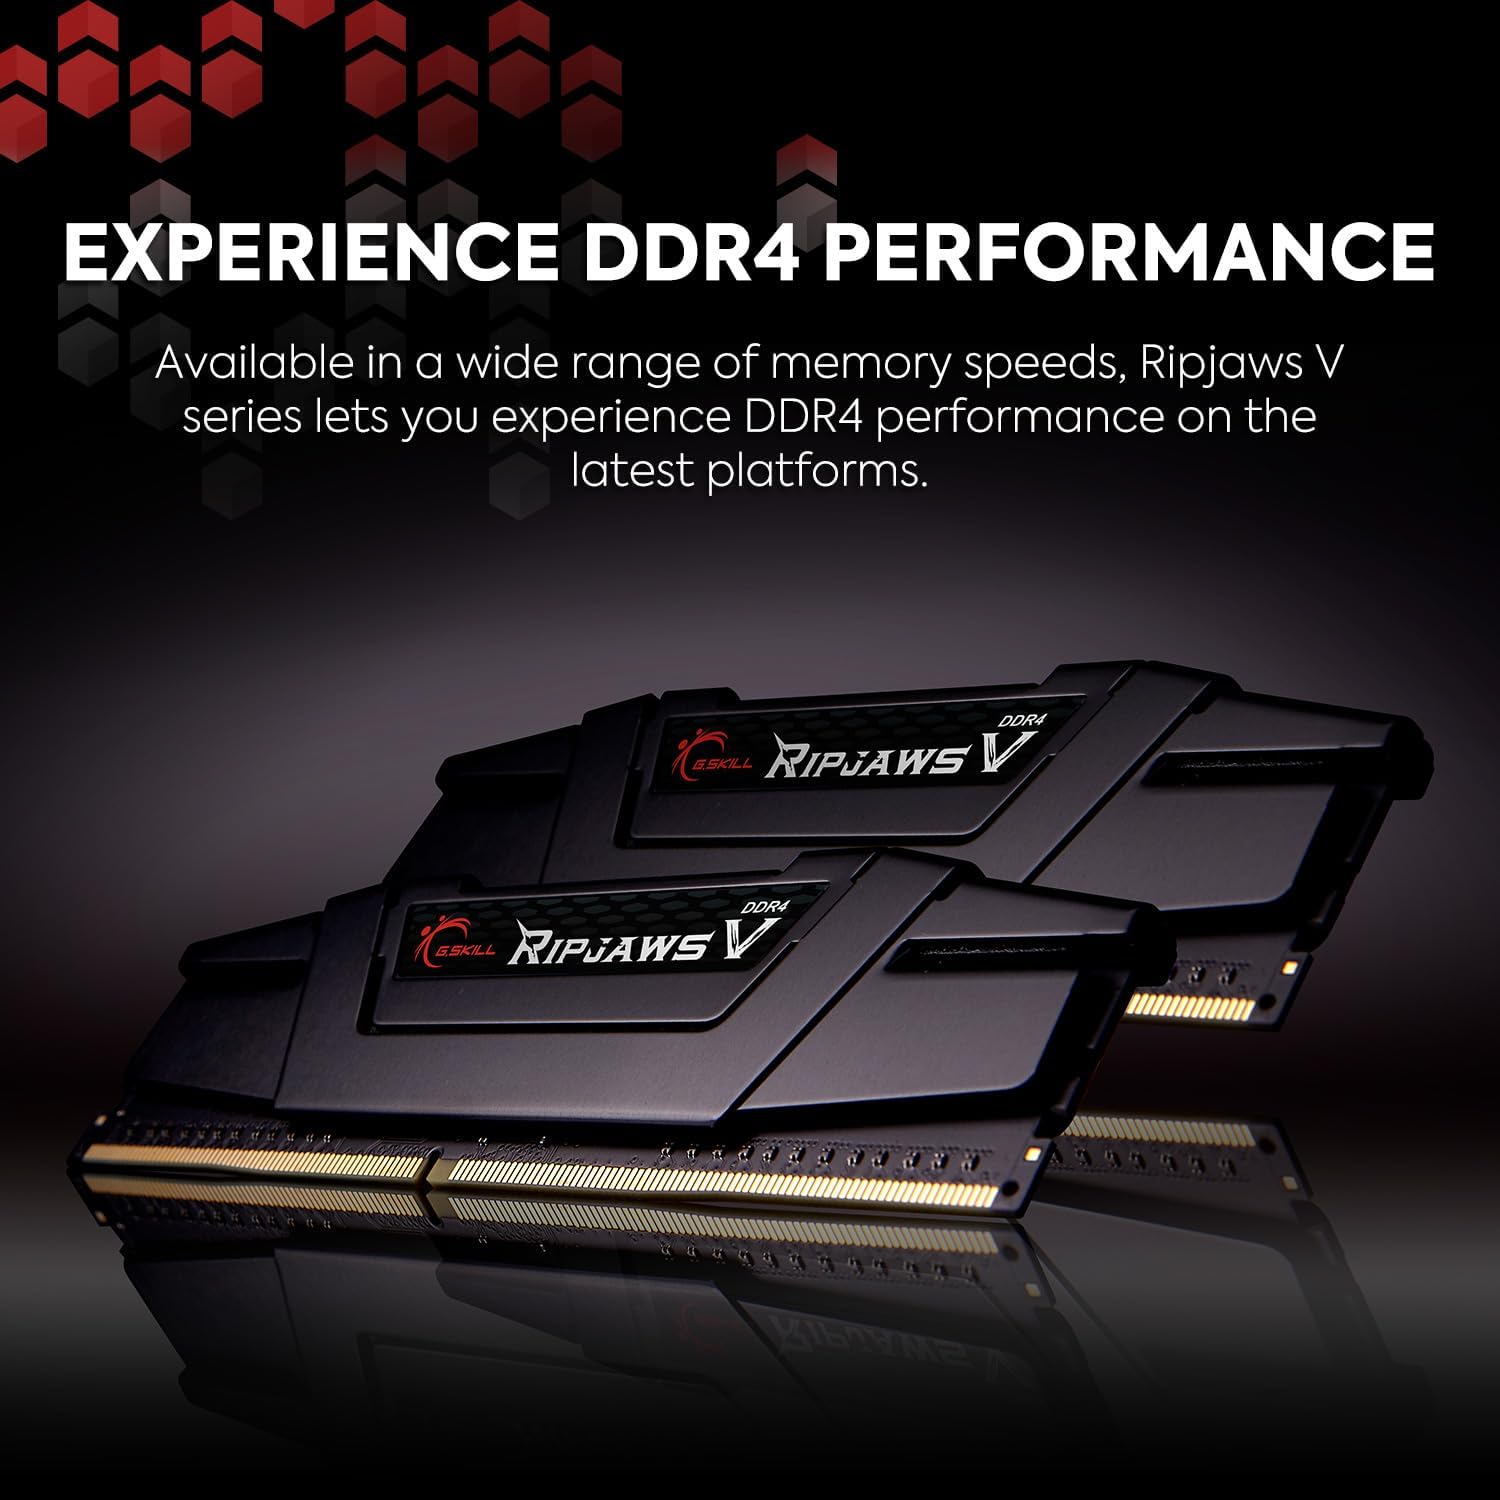 EXPERIENCE DDR4 PERFORMANCE
Available in a wide range of memory speeds, Ripjaws V
series lets you experience DDR4 performance on the
latest platforms.
DDR4
G.SKILL RIPJAWS V
DDR4
G.SKILL RIPJAWS V